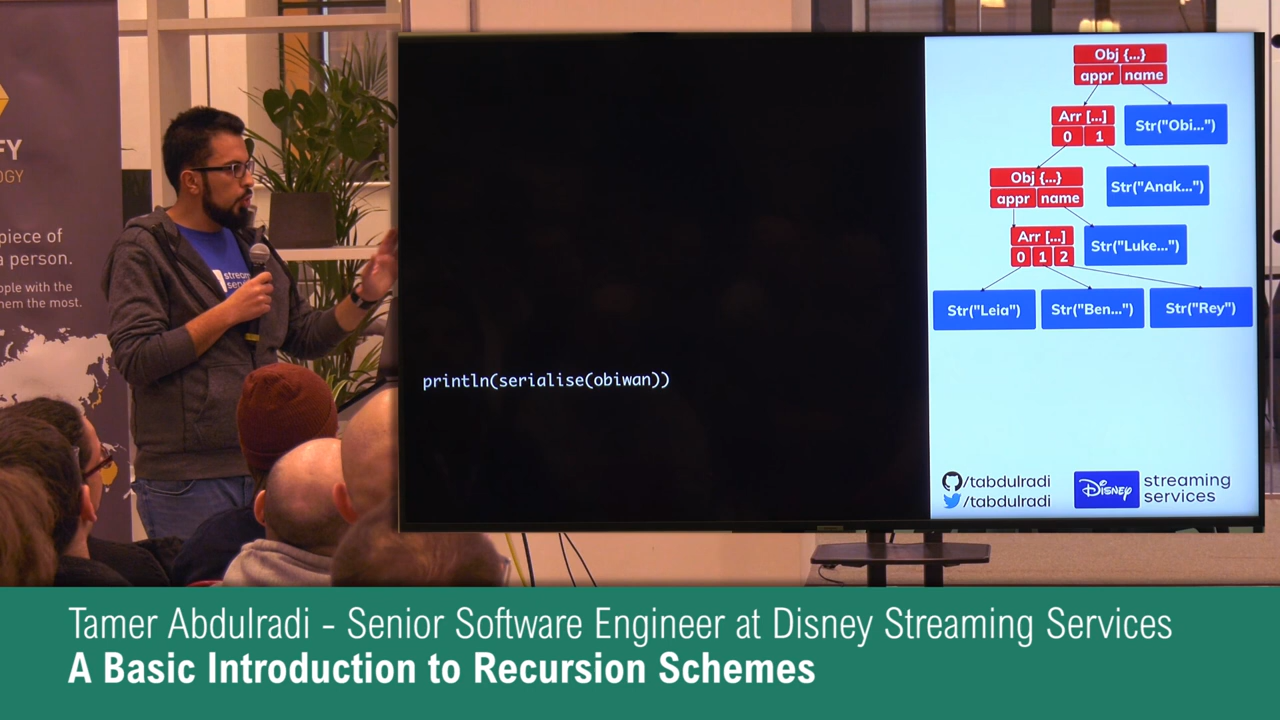 FY
OGY
piece of
a person.
ople with the
hem the most.
stream
serv
println(serialise(obiwan))
Obj {...}
appr name
Arr [...]
0 1
Str("Obi...")
Obj {...}
appr name
Str("Anak...")
Arr [...]
0 1 2
Str("Luke...")
Str("Leia")
Str("Ben...")
Str("Rey")
/tabdulradi
/tabdulradi
Disney
streaming
services
Tamer Abdulradi - Senior Software Engineer at Disney Streaming Services
A Basic Introduction to Recursion Schemes